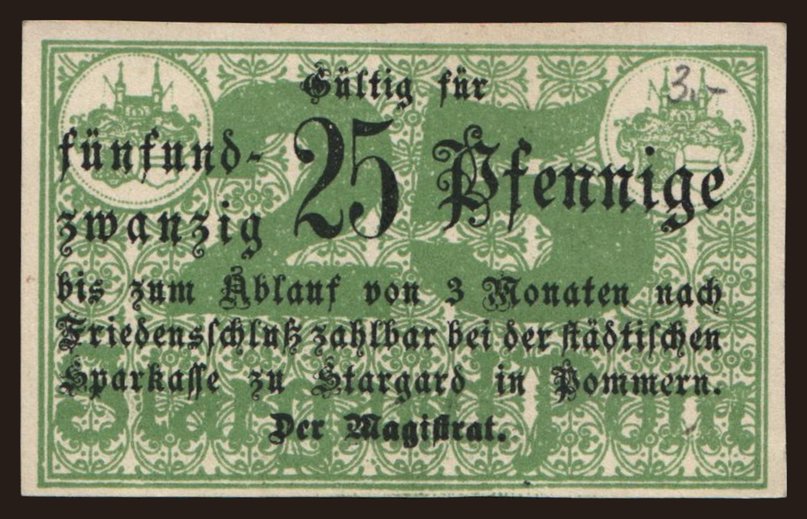 Gültig für
fünfund- 25 Pfennige
zwanzig
bis zum Ablauf von 3 Monaten nach
Friedensschluß zahlbar bei der städtischen
Sparkasse zu Stargard in Pommern.
Der Magistrat.
3.-
25
Stargard i/Pom